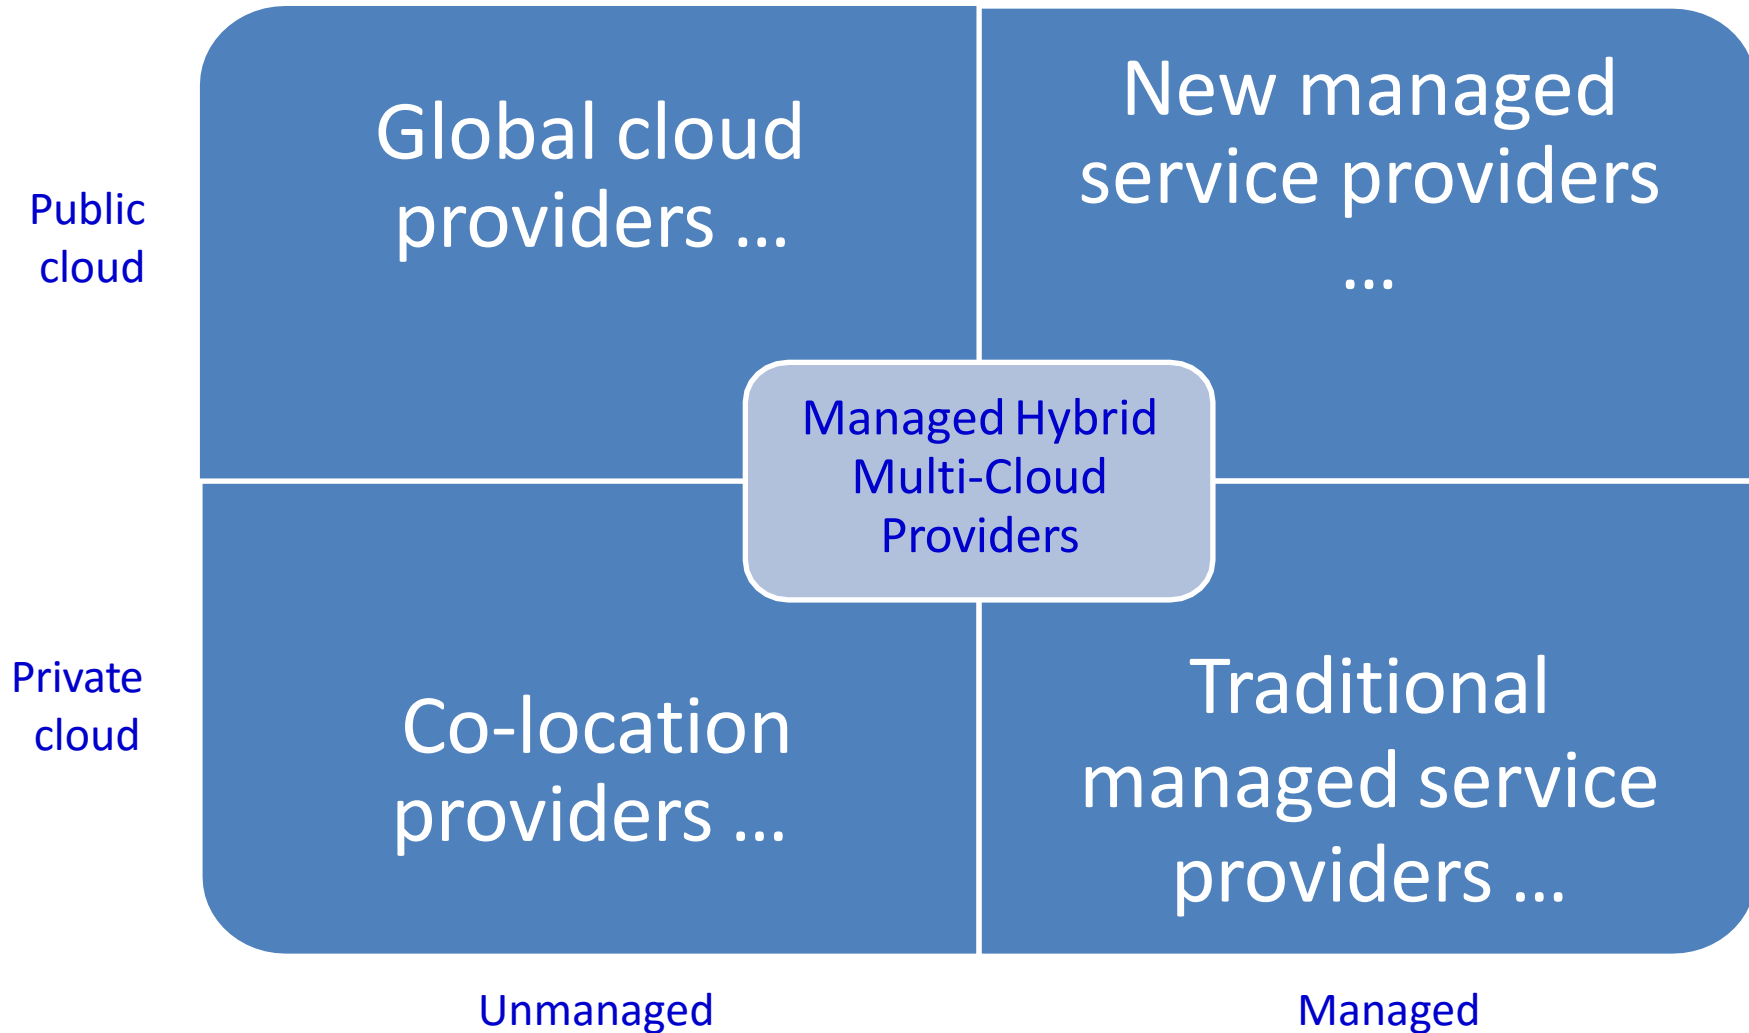 Global cloud
providers ...
New managed
service providers
...
Public
cloud
Managed Hybrid
Multi-Cloud
Providers
Private
cloud
Co-location
providers ...
Traditional
managed service
providers ...
Unmanaged
Managed